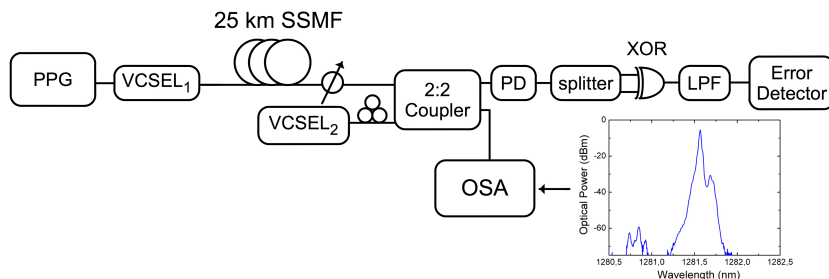 25 km SSMF
XOR
PPG
VCSEL1
2:2
Coupler
PD
splitter
LPF
Error
Detector
VCSEL2
OSA
Optical Power (dBm)
0
-20
-40
-60
1280,5
1281,0
1281,5
1282,0
1282,5
Wavelength (nm)